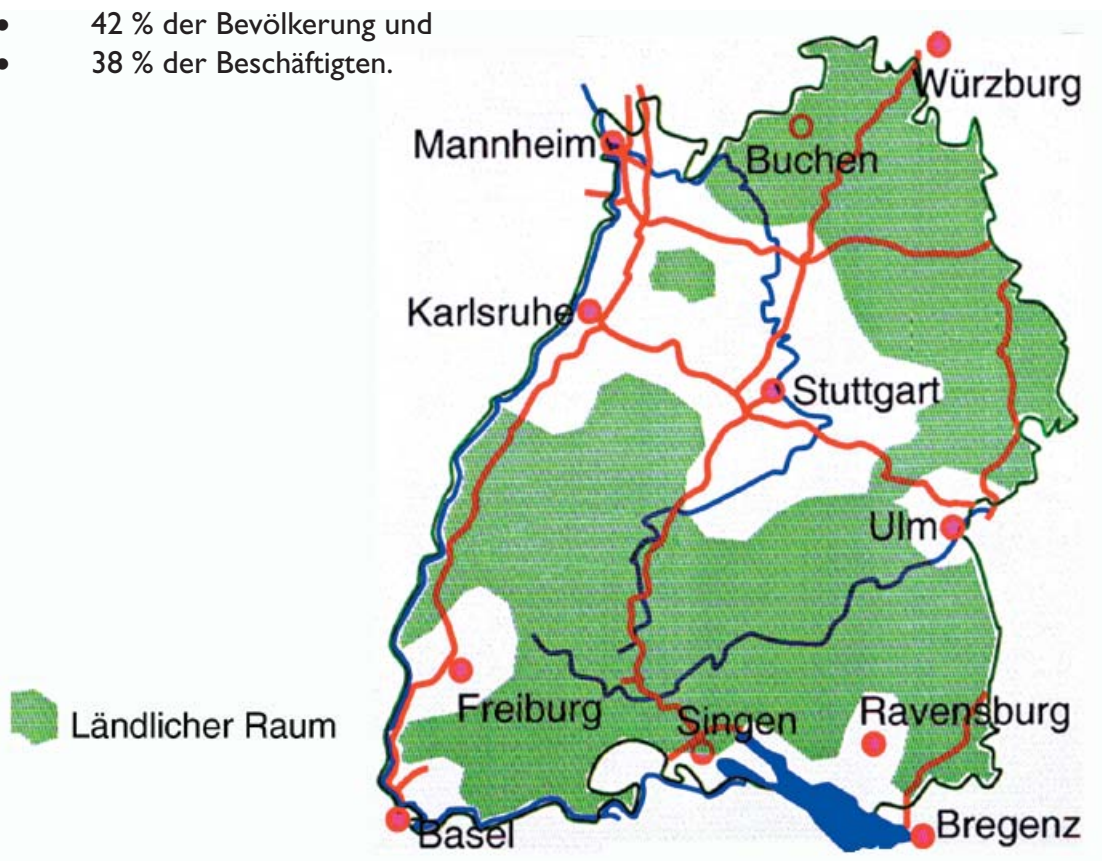 • 42 % der Bevölkerung und
• 38 % der Beschäftigten.
Würzburg
Mannheim
Buchen
Karlsruhe
Stuttgart
Ulm
Freiburg
Singen
Ravensburg
Ländlicher Raum
Basel
Bregenz